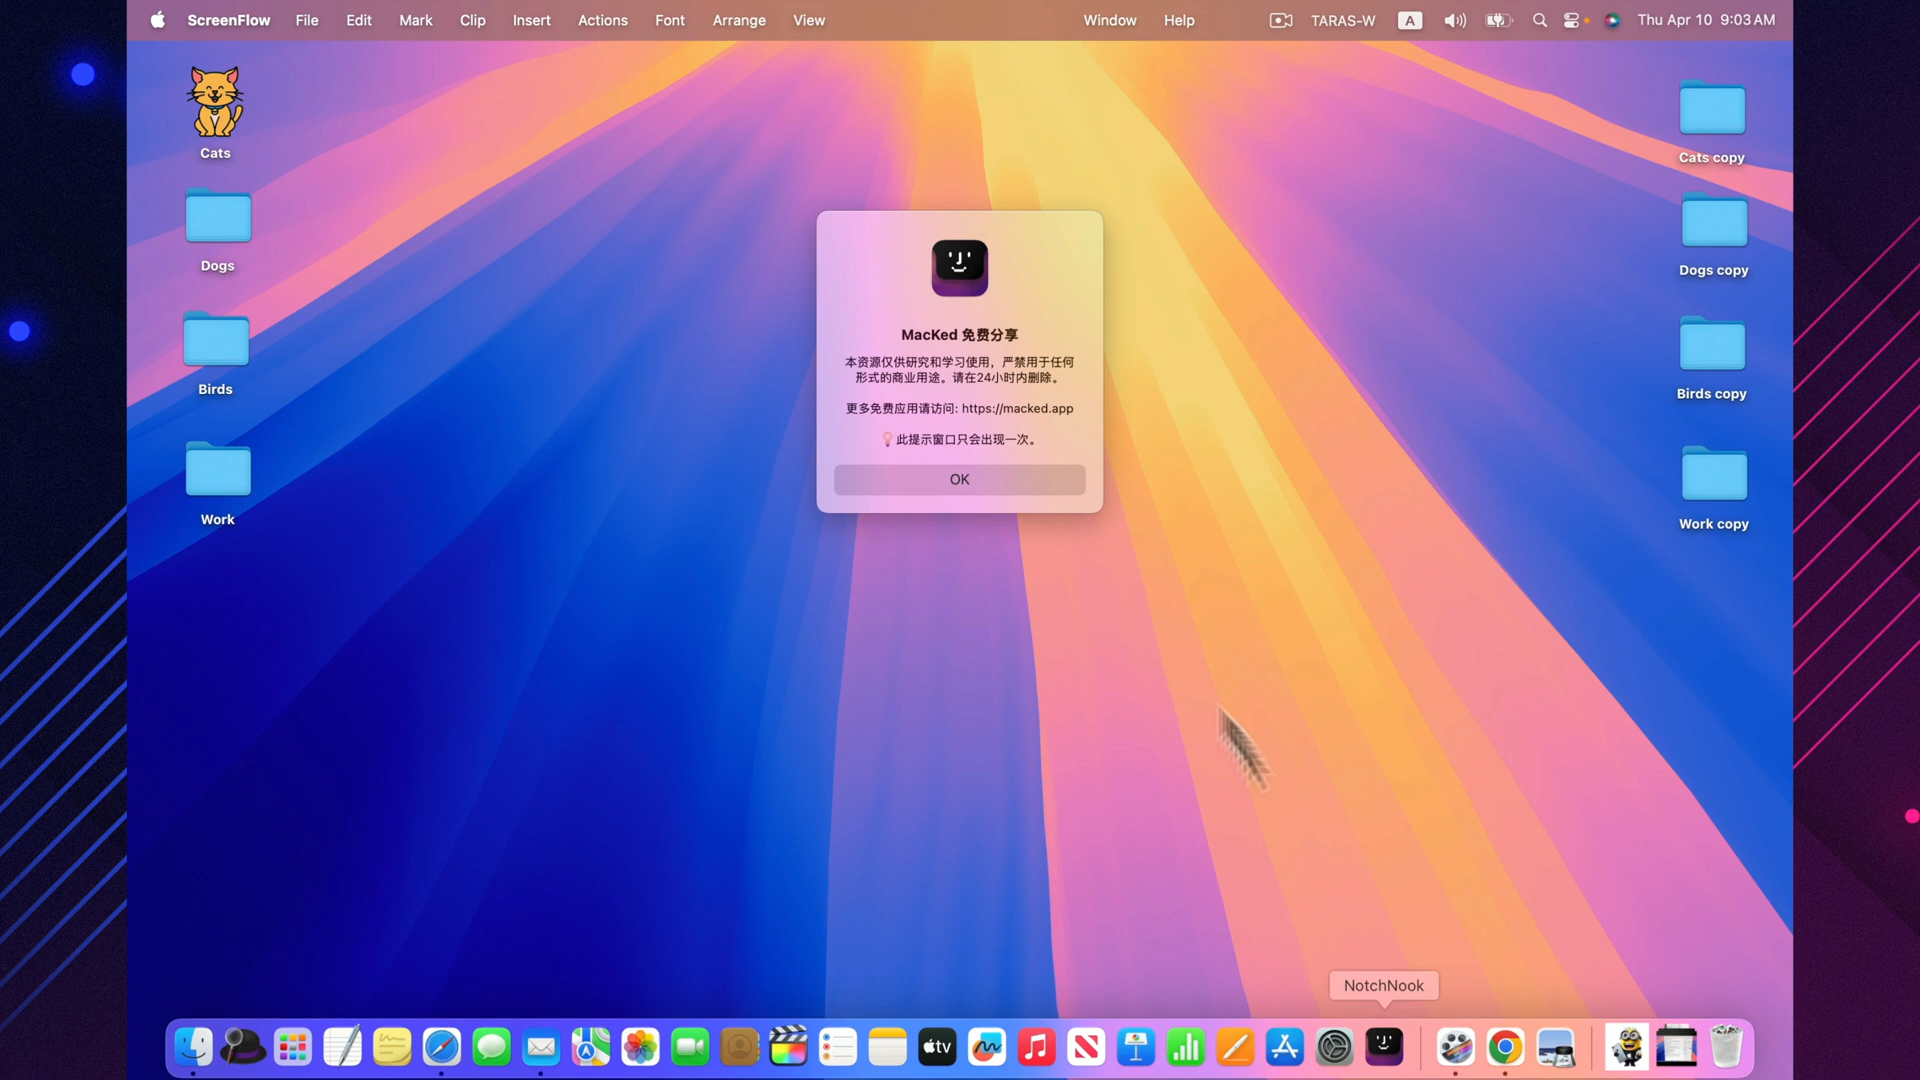 ScreenFlow File Edit Mark Clip Insert Actions Font Arrange View Window Help TARAS-W A Thu Apr 10 9:03 AM
Cats
Dogs
Birds
Work
Cats copy
Dogs copy
Birds copy
Work copy
MacKed 免费分享
本资源仅供研究和学习使用，严禁用于任何
形式的商业用途。请在24小时内删除。
更多免费应用请访问: https://macked.app
此提示窗口只会出现一次。
OK
NotchNook
tv